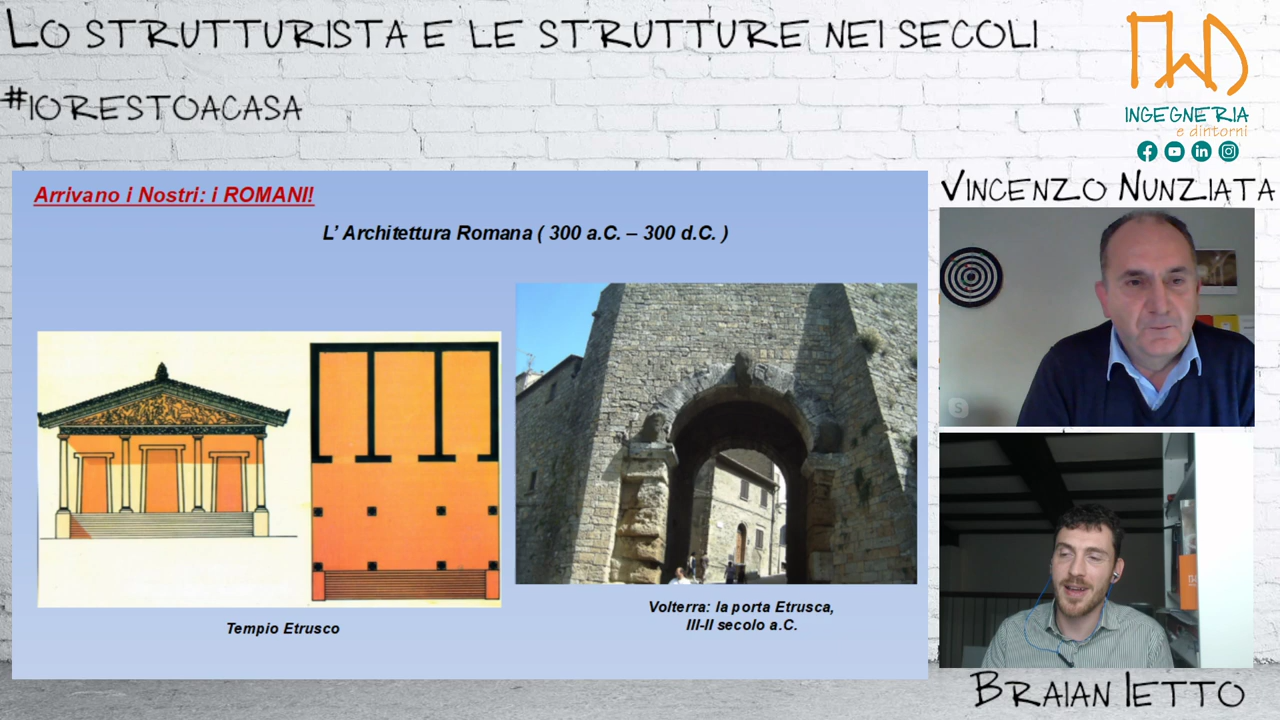 LO STRUTTURISTA E LE STRUTTURE NEI SECOLI
#IORESTOACASA
INGEGNERIA
e dintorni
VINCENZO NUNZIATA
Arrivano i Nostri: i ROMANI!
L' Architettura Romana ( 300 a.C. – 300 d.C. )
Tempio Etrusco
Volterra: la porta Etrusca,
III-II secolo a.C.
BRAIAN IETTO